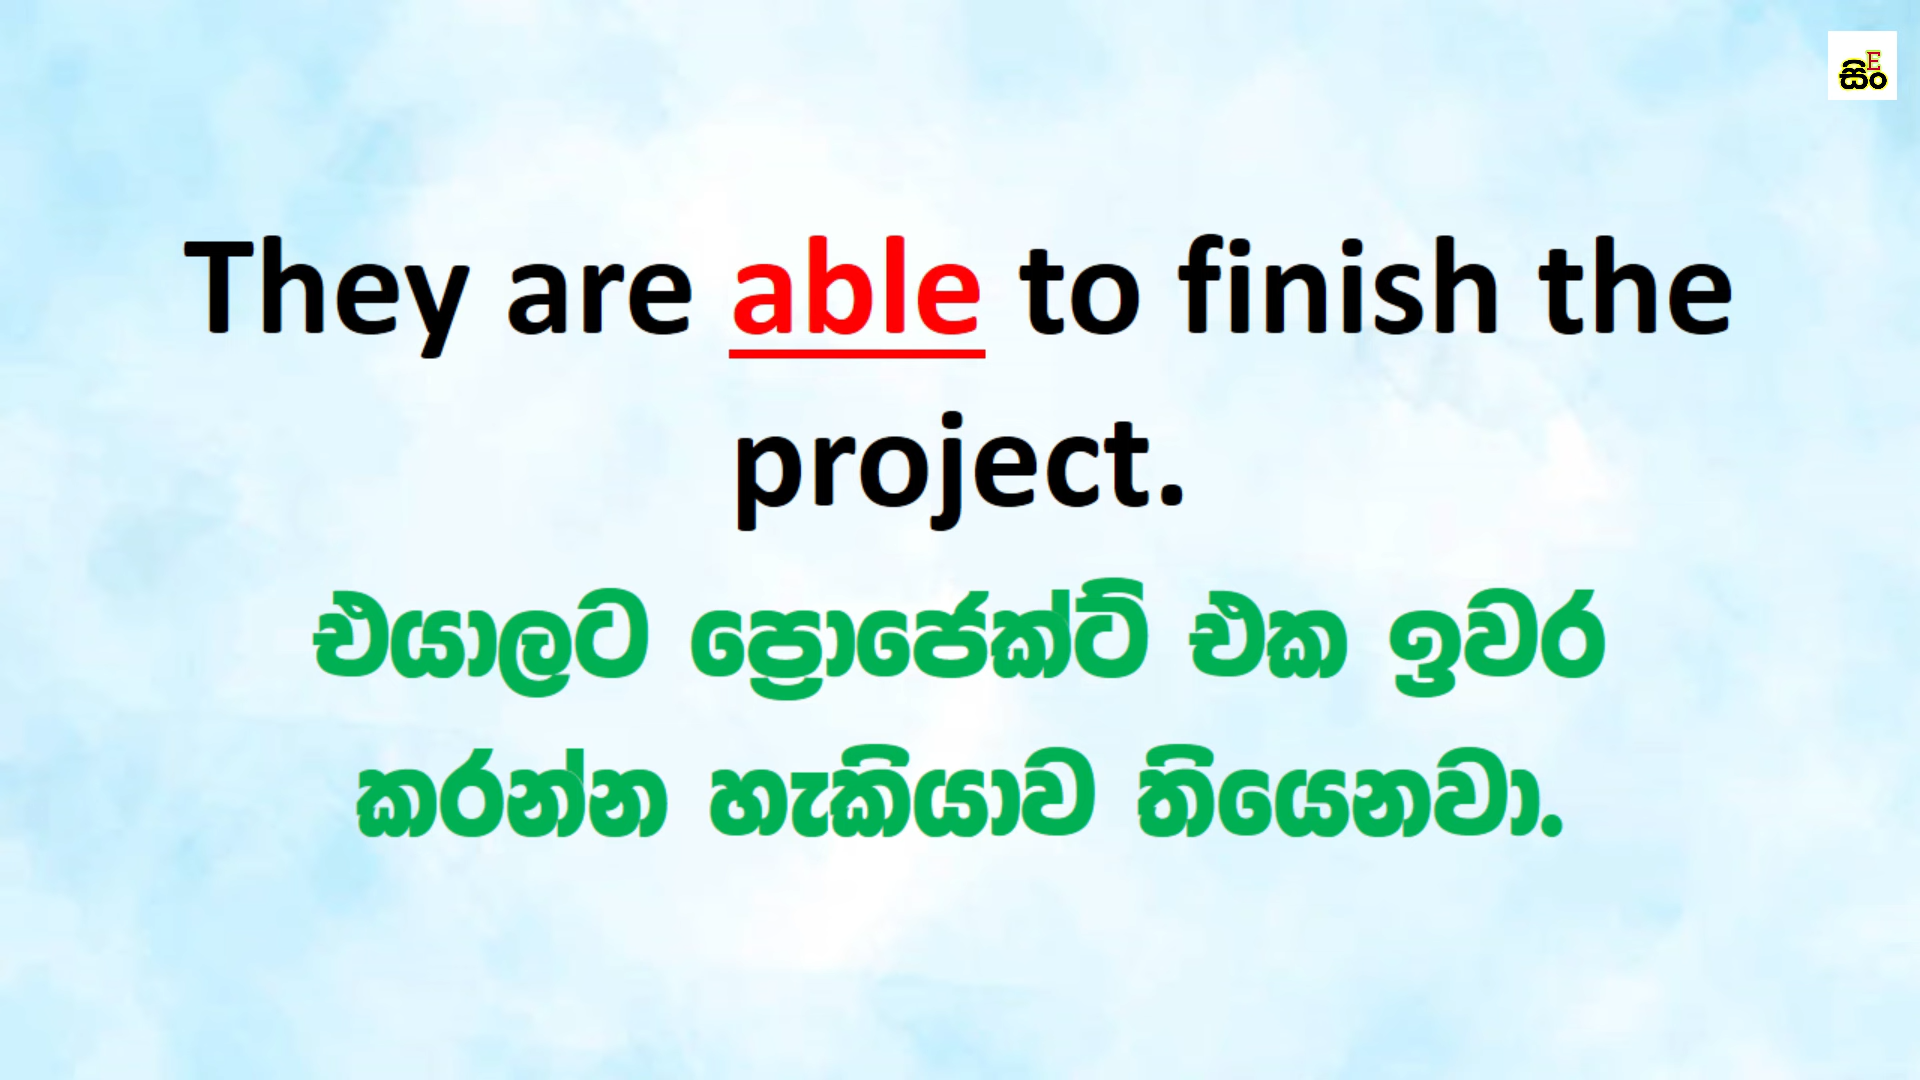 සිං E
They are able to finish the
project.
එයාලට ප්‍රොජෙක්ට් එක ඉවර
කරන්න හැකියාව තියෙනවා.